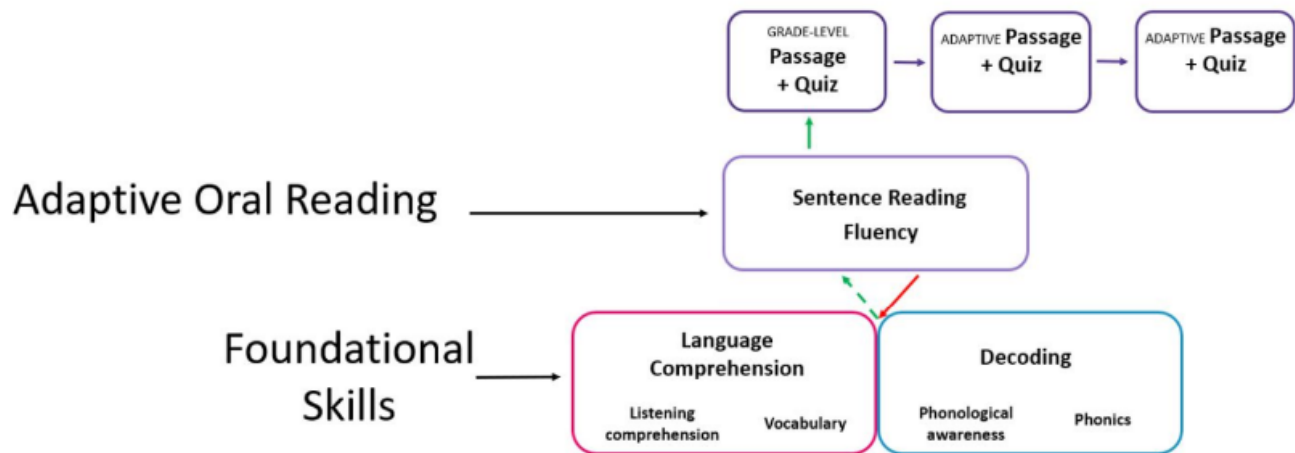 GRADE-LEVEL
Passage
+ Quiz
ADAPTIVE Passage
+ Quiz
ADAPTIVE Passage
+ Quiz
Adaptive Oral Reading
Sentence Reading
Fluency
Foundational
Skills
Language
Comprehension
Listening
comprehension
Vocabulary
Decoding
Phonological
awareness
Phonics